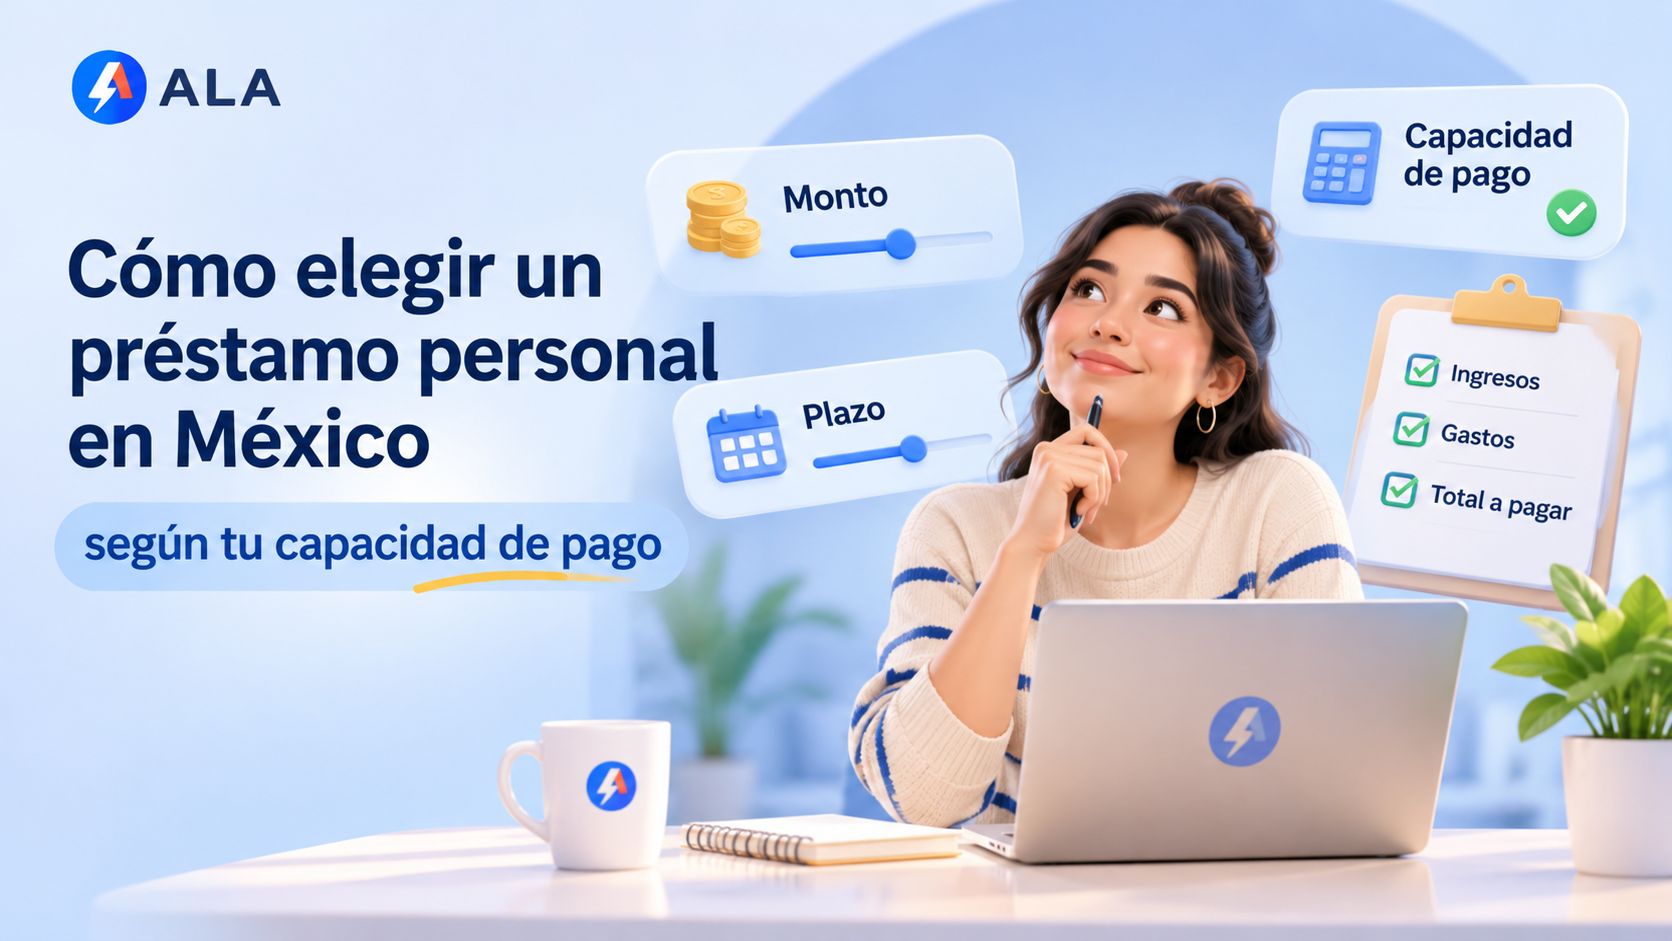 ALA
Cómo elegir un
préstamo personal
en México
según tu capacidad de pago
Monto
Plazo
Capacidad
de pago
Ingresos
Gastos
Total a pagar